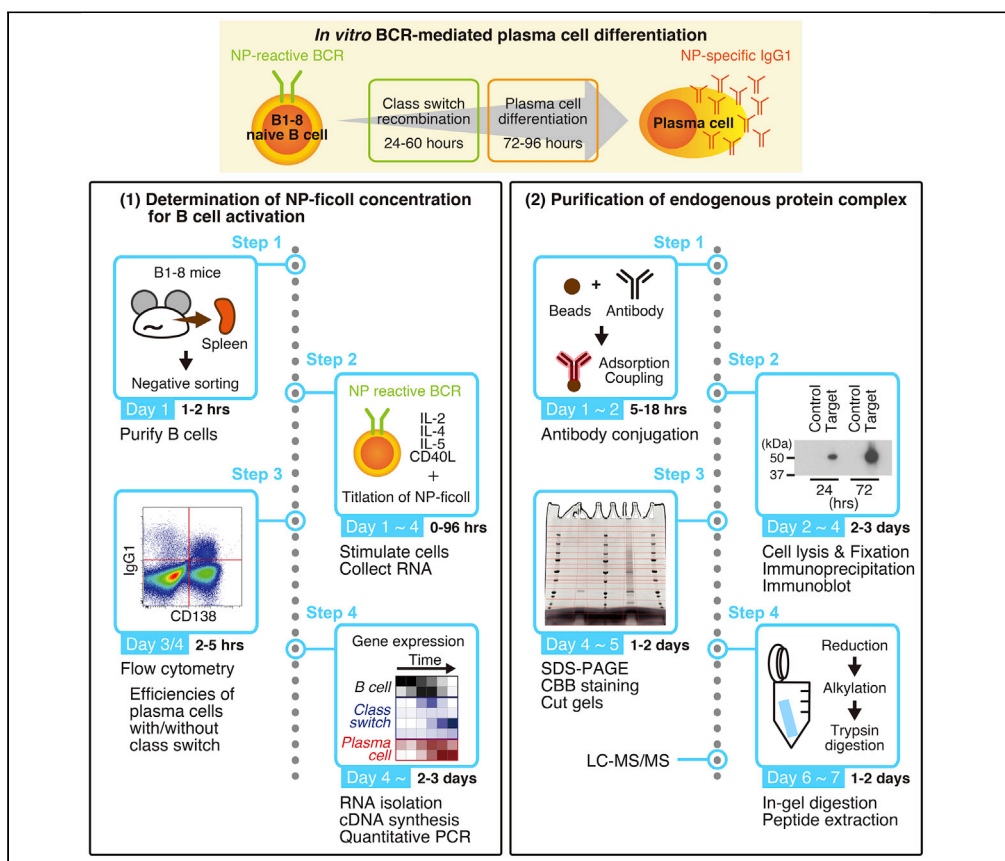 In vitro BCR-mediated plasma cell differentiation
NP-reactive BCR
B1-8
naive B cell
Class switch
recombination
24-60 hours
Plasma cell
differentiation
72-96 hours
NP-specific IgG1
Plasma cell
(1) Determination of NP-ficoll concentration
for B cell activation
Step 1
B1-8 mice
Spleen
Negative sorting
Day 1 1-2 hrs
Purify B cells
Step 2
NP reactive BCR
IL-2
IL-4
IL-5
CD40L
+
Titlation of NP-ficoll
Day 1 ~ 4 0-96 hrs
Stimulate cells
Collect RNA
Step 3
IgG1
CD138
Day 3/4 2-5 hrs
Flow cytometry
Efficiencies of
plasma cells
with/without
class switch
Step 4
Gene expression
Time
B cell
Class
switch
Plasma
cell
Day 4 ~ 2-3 days
RNA isolation
cDNA synthesis
Quantitative PCR
(2) Purification of endogenous protein complex
Step 1
+
Beads Antibody
Adsorption
Coupling
Day 1 ~ 2 5-18 hrs
Antibody conjugation
Step 2
Control
Target
Control
Target
(kDa)
50
37
24 72
(hrs)
Day 2 ~ 4 2-3 days
Cell lysis & Fixation
Immunoprecipitation
Immunoblot
Step 3
Day 4 ~ 5 1-2 days
SDS-PAGE
CBB staining
Cut gels
Step 4
Reduction
Alkylation
Trypsin
digestion
Day 6 ~ 7 1-2 days
In-gel digestion
Peptide extraction
LC-MS/MS